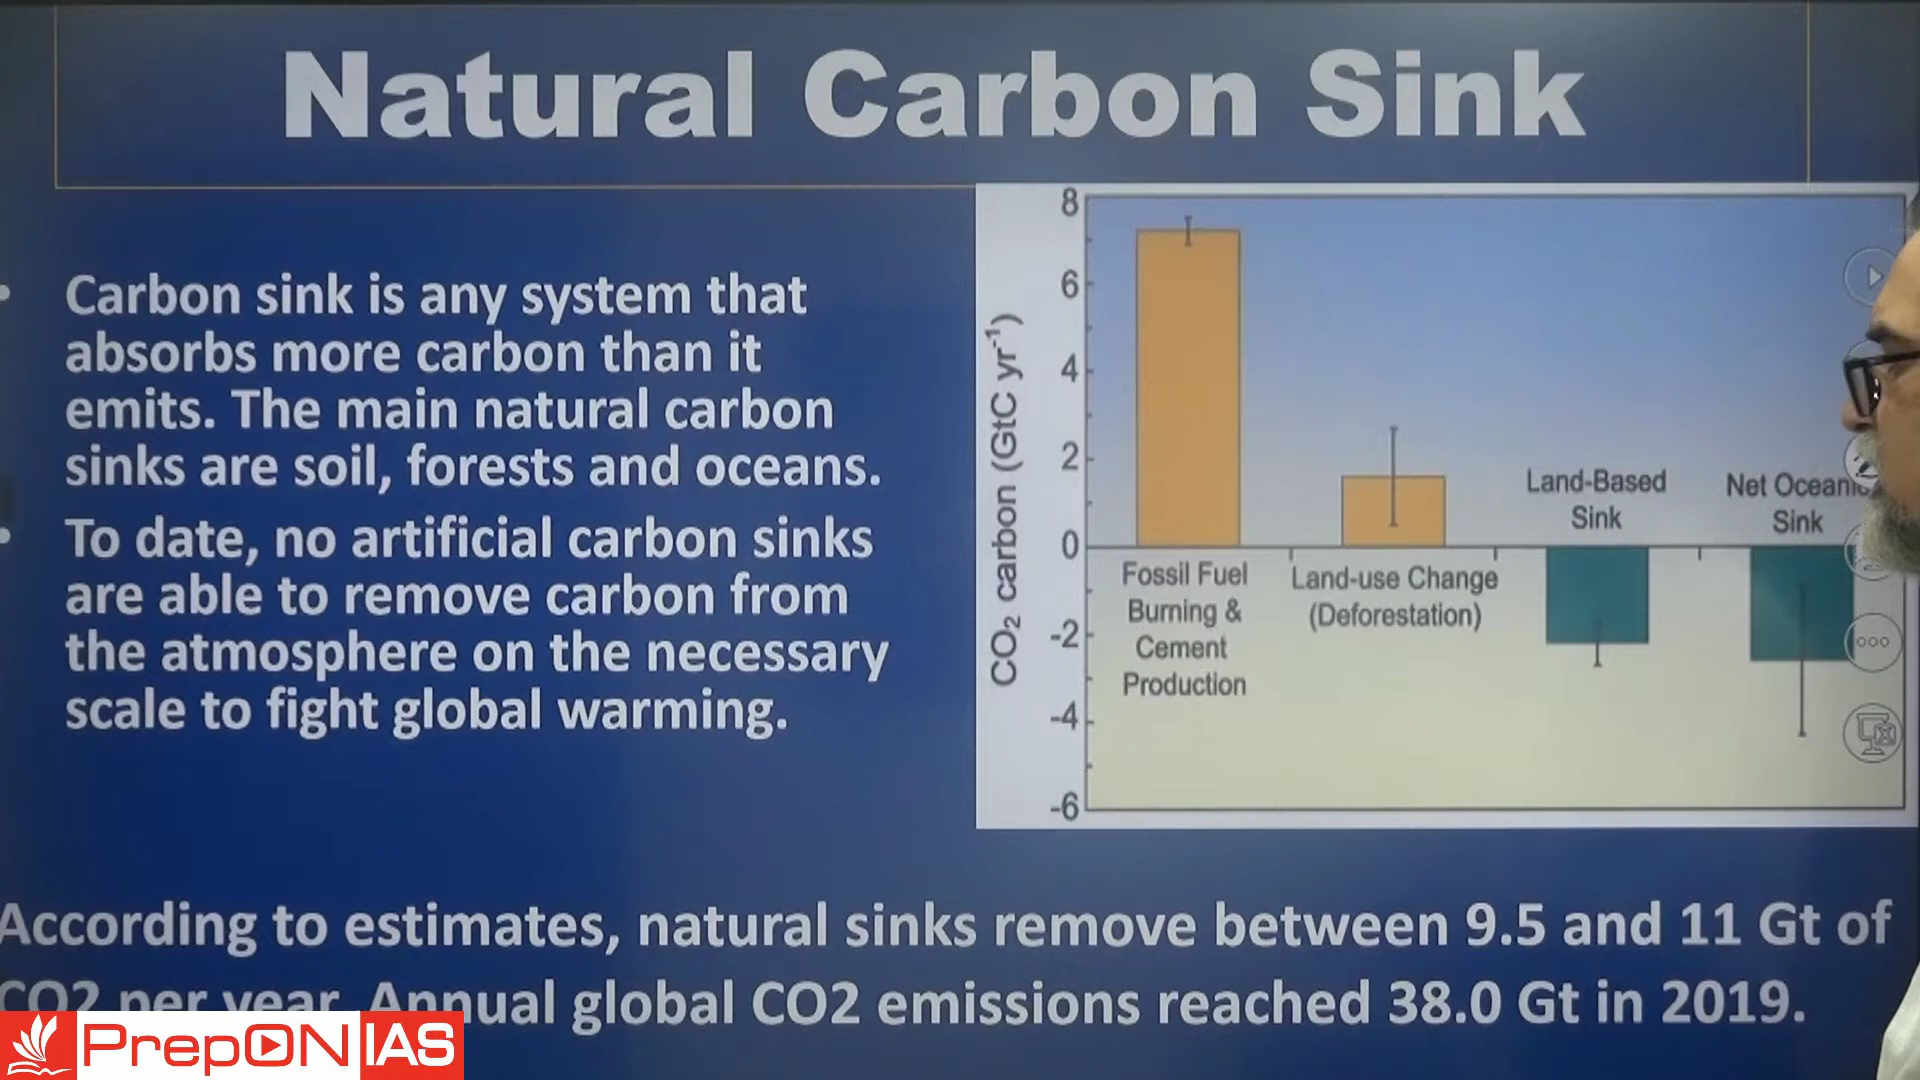 Natural Carbon Sink
Carbon sink is any system that
absorbs more carbon than it
emits. The main natural carbon
sinks are soil, forests and oceans.
To date, no artificial carbon sinks
are able to remove carbon from
the atmosphere on the necessary
scale to fight global warming.
CO₂ carbon (GtC yr⁻¹)
8
6
4
2
0
-2
-4
-6
Fossil Fuel
Burning &
Cement
Production
Land-use Change
(Deforestation)
Land-Based
Sink
Net Oceanic
Sink
According to estimates, natural sinks remove between 9.5 and 11 Gt of
CO2 per year. Annual global CO2 emissions reached 38.0 Gt in 2019.
PrepON IAS